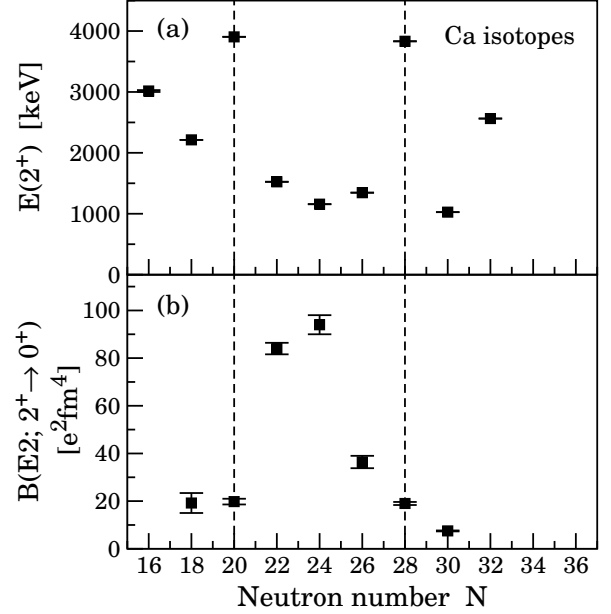 (a)
Ca isotopes
E(2⁺) [keV]
4000
3000
2000
1000
0
(b)
B(E2; 2⁺→ 0⁺)
[e²fm⁴]
100
80
60
40
20
0
16 18 20 22 24 26 28 30 32 34 36
Neutron number N